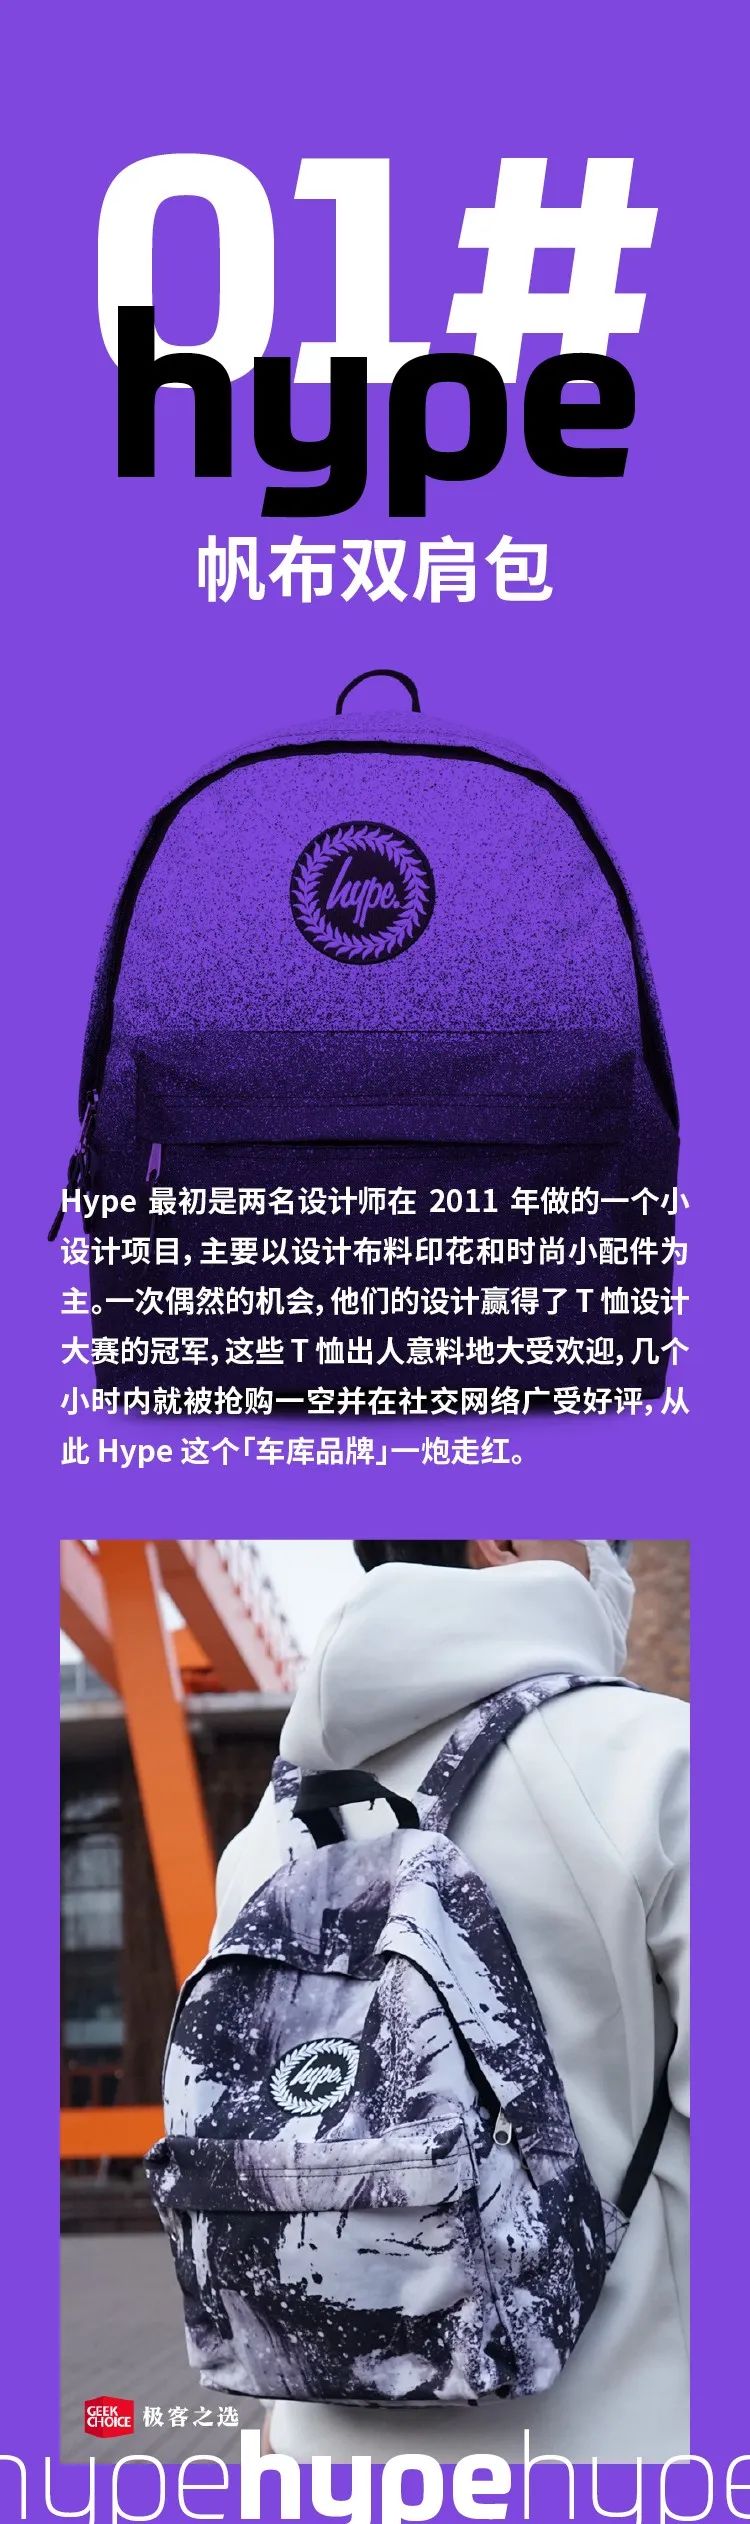 01#
hype
帆布双肩包
hype.
Hype 最初是两名设计师在 2011 年做的一个小
设计项目,主要以设计布料印花和时尚小配件为
主。一次偶然的机会,他们的设计赢得了 T 恤设计
大赛的冠军,这些 T 恤出人意料地大受欢迎,几个
小时内就被抢购一空并在社交网络广受好评,从
此 Hype 这个「车库品牌」一炮走红。
hype.
GEEK
CHOICE 极客之选
hypehypehype